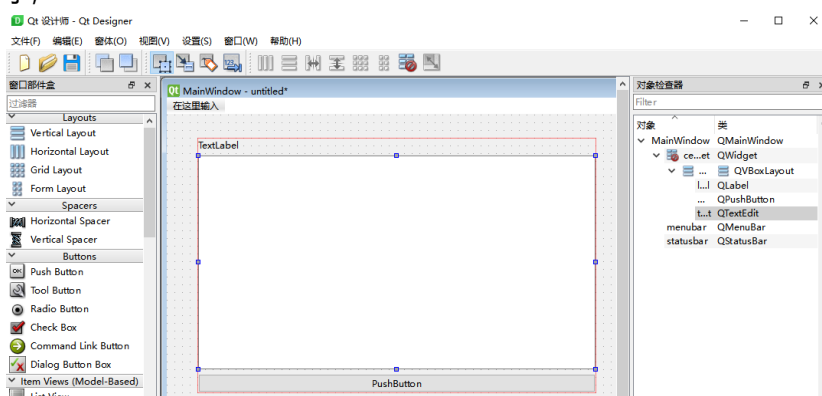 Qt 设计师 - Qt Designer
文件(F) 编辑(E) 窗体(O) 视图(V) 设置(S) 窗口(W) 帮助(H)
窗口部件盒
过滤器
Layouts
Vertical Layout
Horizontal Layout
Grid Layout
Form Layout
Spacers
Horizontal Spacer
Vertical Spacer
Buttons
Push Button
Tool Button
Radio Button
Check Box
Command Link Button
Dialog Button Box
Item Views (Model-Based)
MainWindow - untitled*
在这里输入
TextLabel
PushButton
对象检查器
Filter
对象 类
MainWindow QMainWindow
ce...et QWidget
... QVBoxLayout
l...l QLabel
... QPushButton
t...t QTextEdit
menubar QMenuBar
statusbar QStatusBar